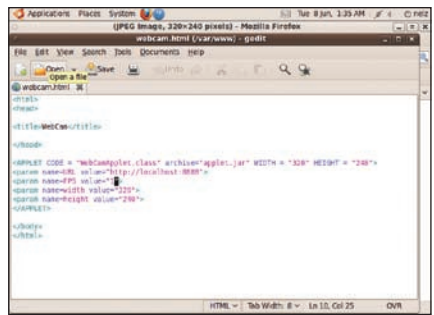 Applications Places System Tue 8 Jun, 1:35 AM neiz
(JPEG Image, 320×240 pixels) - Mozilla Firefox
webcam.html (/var/www) - gedit
File Edit View Search Tools Documents Help
Open Save Undo
Open a file
webcam.html
<html>
<head>
<title>WebCam</title>
</head>
<APPLET CODE = "WebCamApplet.class" archive="applet.jar" WIDTH = "320" HEIGHT = "240">
<param name=URL value="http://localhost:8080">
<param name=FPS value=
<param name=width value="320">
<param name=height value="240">
</APPLET>
</body>
</html>
HTML Tab Width: 8 Ln 10, Col 25 OVR